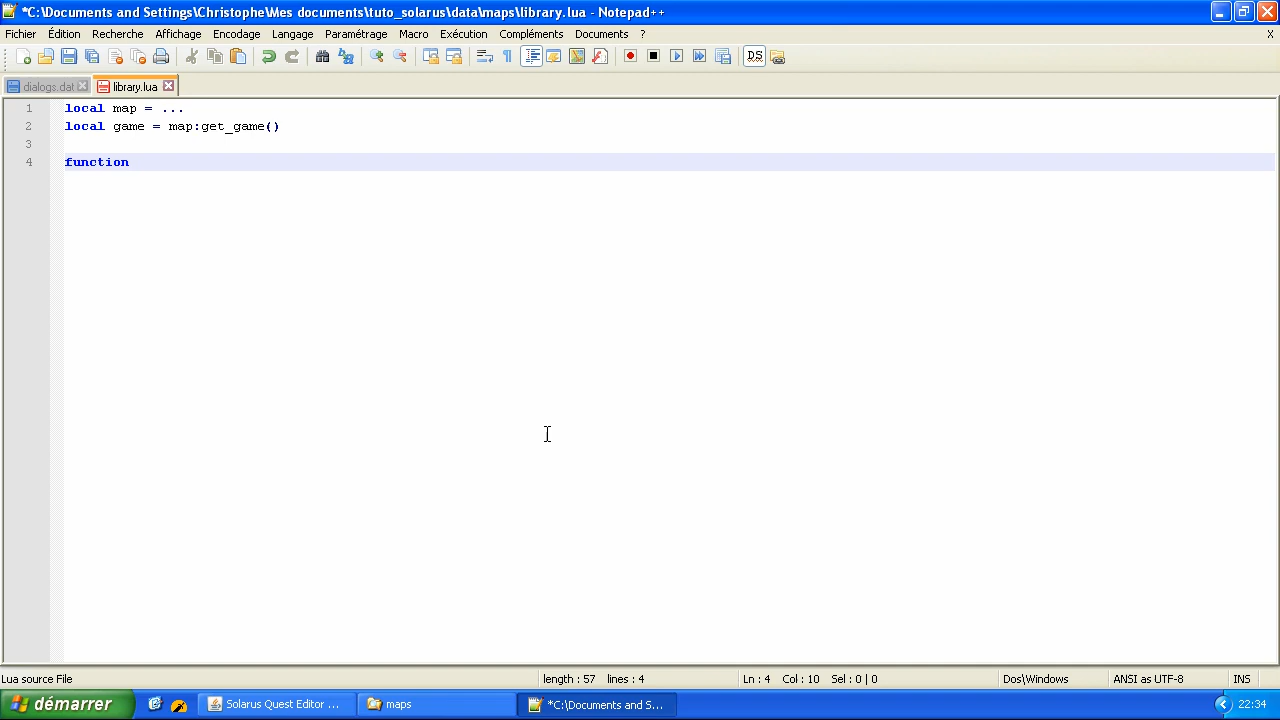 *C:\Documents and Settings\Christophe\Mes documents\tuto_solarus\data\maps\library.lua - Notepad++
Fichier Édition Recherche Affichage Encodage Langage Paramétrage Macro Exécution Compléments Documents ? X
dialogs.dat library.lua
1 local map = ...
2 local game = map:get_game()
3
4 function
Lua source File length : 57 lines : 4 Ln : 4 Col : 10 Sel : 0 | 0 Dos\Windows ANSI as UTF-8 INS
démarrer Solarus Quest Editor ... maps *C:\Documents and S... 22:34